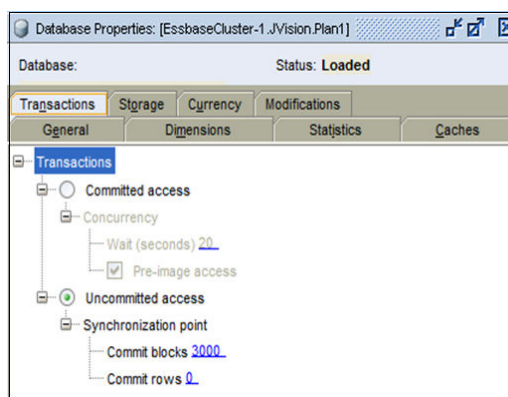 Database Properties: [EssbaseCluster-1.JVision.Plan1]
Database: Status: Loaded
Transactions Storage Currency Modifications
General Dimensions Statistics Caches
Transactions
Committed access
Concurrency
Wait (seconds) 20
Pre-image access
Uncommitted access
Synchronization point
Commit blocks 3000
Commit rows 0